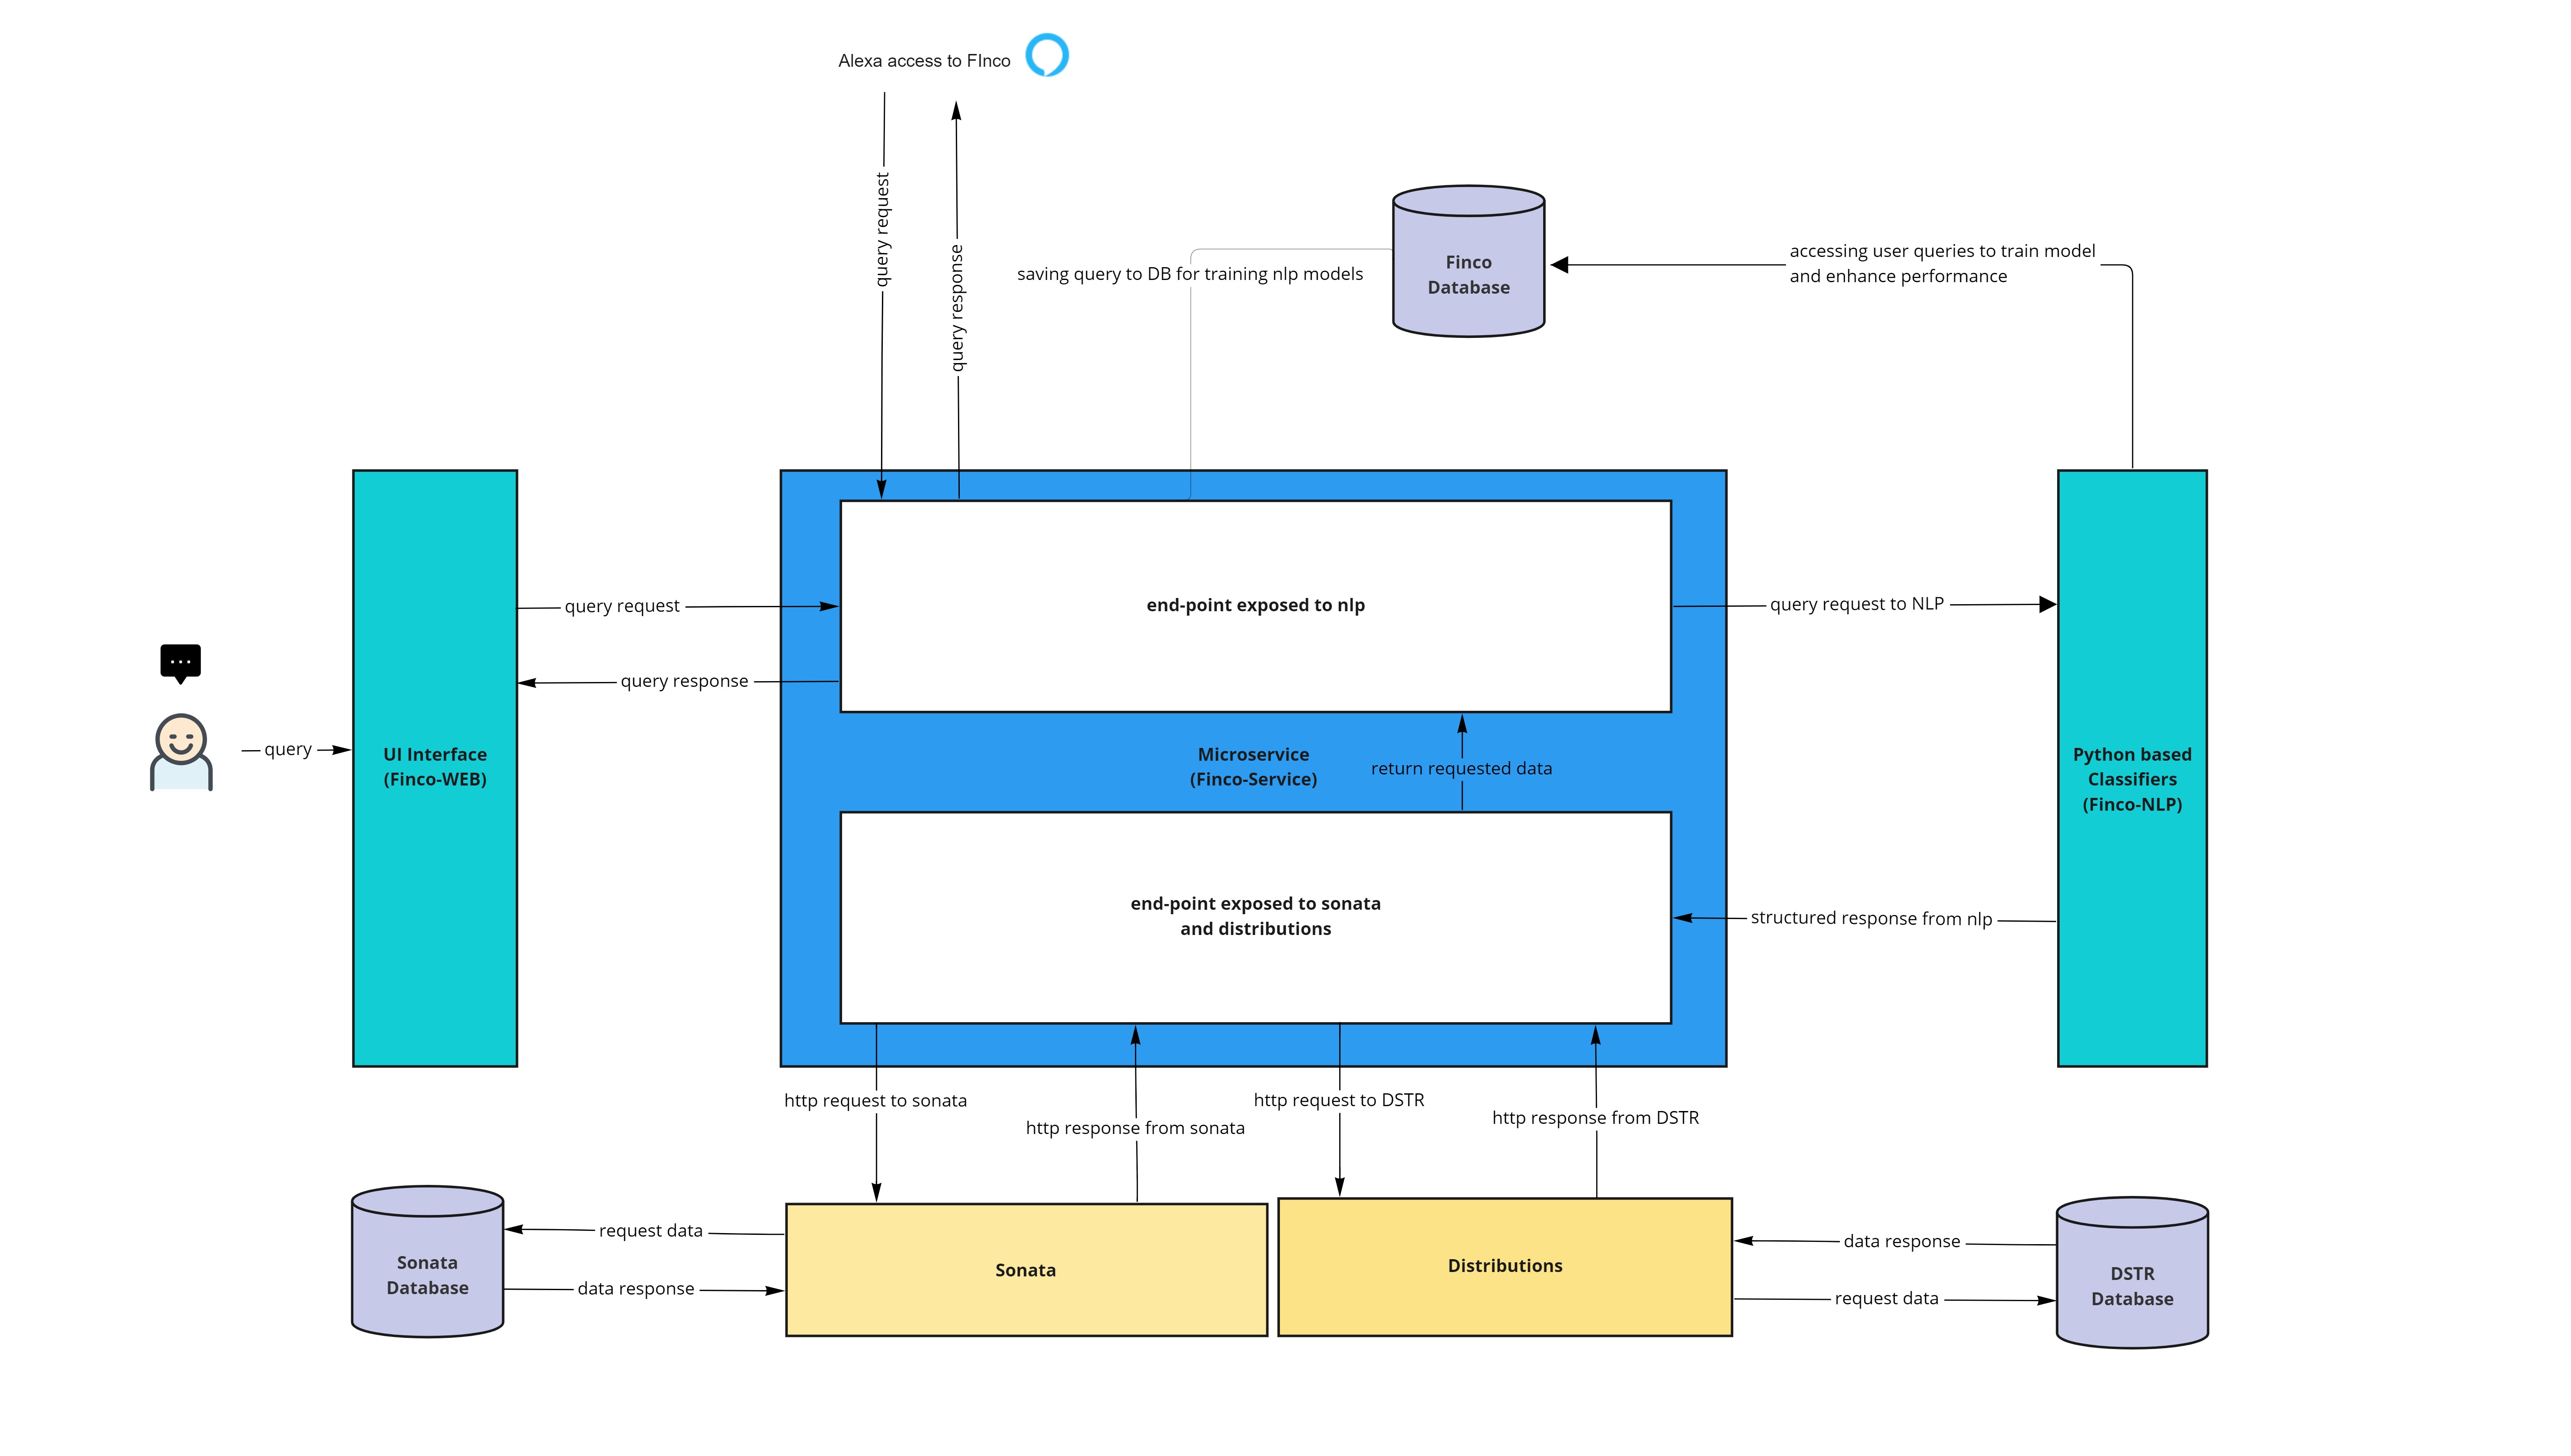 Alexa access to FInco
query request
query response
saving query to DB for training nlp models
Finco
Database
accessing user queries to train model
and enhance performance
query request
end-point exposed to nlp
query request to NLP
query response
query
UI Interface
(Finco-WEB)
Microservice
(Finco-Service)
return requested data
Python based
Classifiers
(Finco-NLP)
end-point exposed to sonata
and distributions
structured response from nlp
http request to sonata
http response from sonata
http request to DSTR
http response from DSTR
request data
data response
Sonata
Database
Sonata
Distributions
data response
request data
DSTR
Database